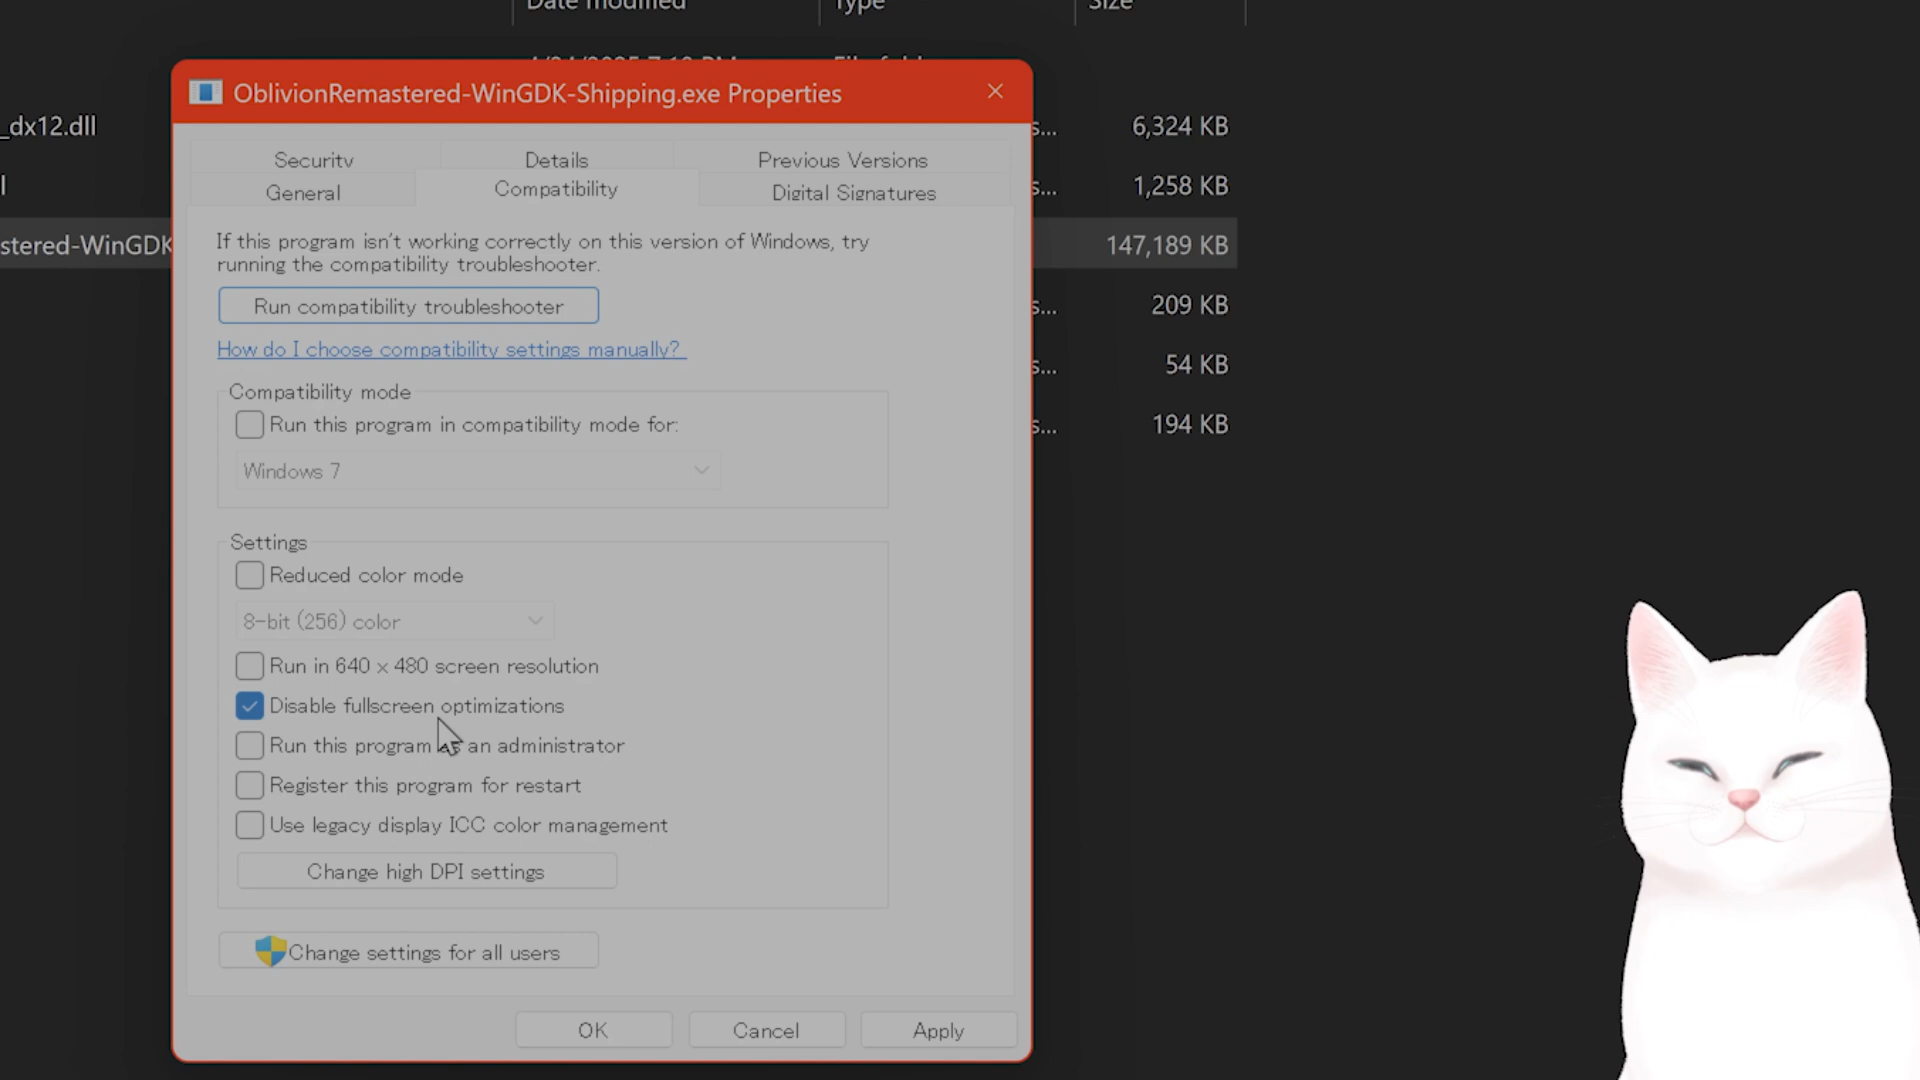 Date modified Type Size
OblivionRemastered-WinGDK-Shipping.exe Properties
_dx12.dll
s... 6,324 KB
Security Details Previous Versions
l
s... 1,258 KB
General Compatibility Digital Signatures
stered-WinGDK
147,189 KB
If this program isn't working correctly on this version of Windows, try
running the compatibility troubleshooter.
Run compatibility troubleshooter
s... 209 KB
How do I choose compatibility settings manually?
s... 54 KB
Compatibility mode
Run this program in compatibility mode for:
s... 194 KB
Windows 7
Settings
Reduced color mode
8-bit (256) color
Run in 640 x 480 screen resolution
Disable fullscreen optimizations
Run this program as an administrator
Register this program for restart
Use legacy display ICC color management
Change high DPI settings
Change settings for all users
OK Cancel Apply